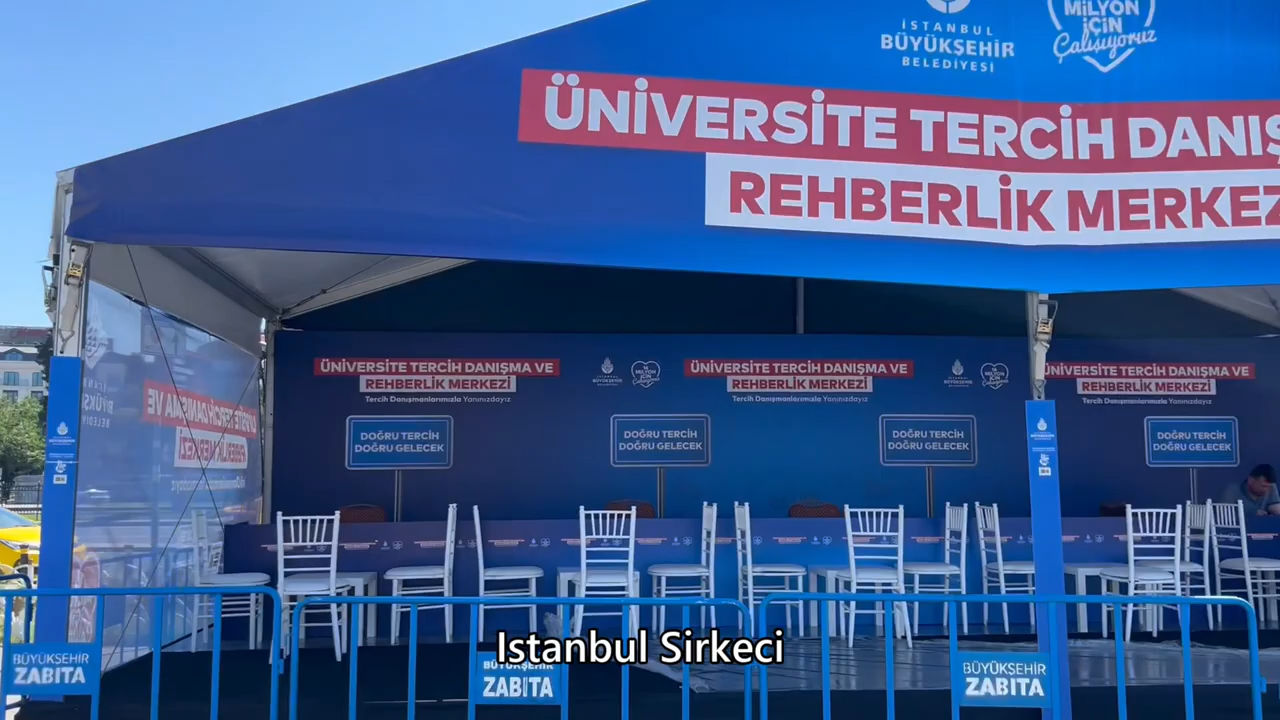 İSTANBUL
BÜYÜKŞEHİR
BELEDİYESİ
MİLYON
İÇİN
Çalışıyoruz
ÜNİVERSİTE TERCİH DANIŞ
REHBERLİK MERKEZ
ÜNİVERSİTE TERCİH DANIŞMA VE
REHBERLİK MERKEZİ
Tercih Danışmanlarımızla Yanınızdayız
ÜNİVERSİTE TERCİH DANIŞMA VE
REHBERLİK MERKEZİ
Tercih Danışmanlarımızla Yanınızdayız
ÜNİVERSİTE TERCİH DANIŞMA VE
REHBERLİK MERKEZİ
Tercih Danışmanlarımızla Yanınızdayız
DOĞRU TERCİH
DOĞRU GELECEK
DOĞRU TERCİH
DOĞRU GELECEK
DOĞRU TERCİH
DOĞRU GELECEK
DOĞRU TERCİH
DOĞRU GELECEK
BÜYÜKŞEHİR
ZABITA
BÜYÜKŞEHİR
ZABITA
BÜYÜKŞEHİR
ZABITA
Istanbul Sirkeci